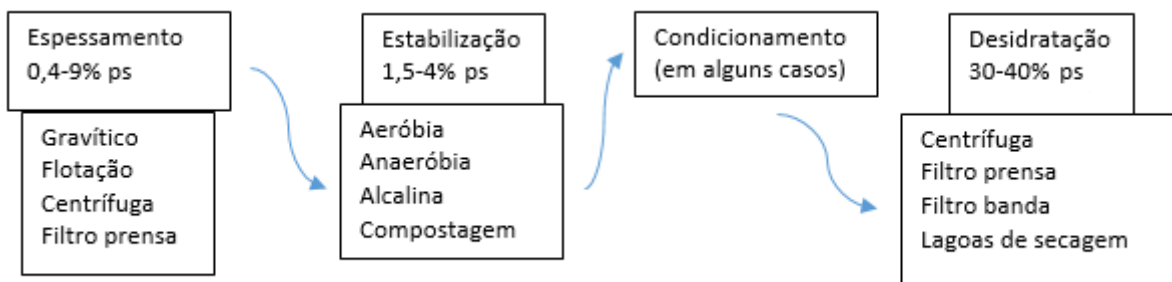 Espessamento
0,4-9% ps
Gravítico
Flotação
Centrífuga
Filtro prensa
Estabilização
1,5-4% ps
Aeróbia
Anaeróbia
Alcalina
Compostagem
Condicionamento
(em alguns casos)
Desidratação
30-40% ps
Centrífuga
Filtro prensa
Filtro banda
Lagoas de secagem